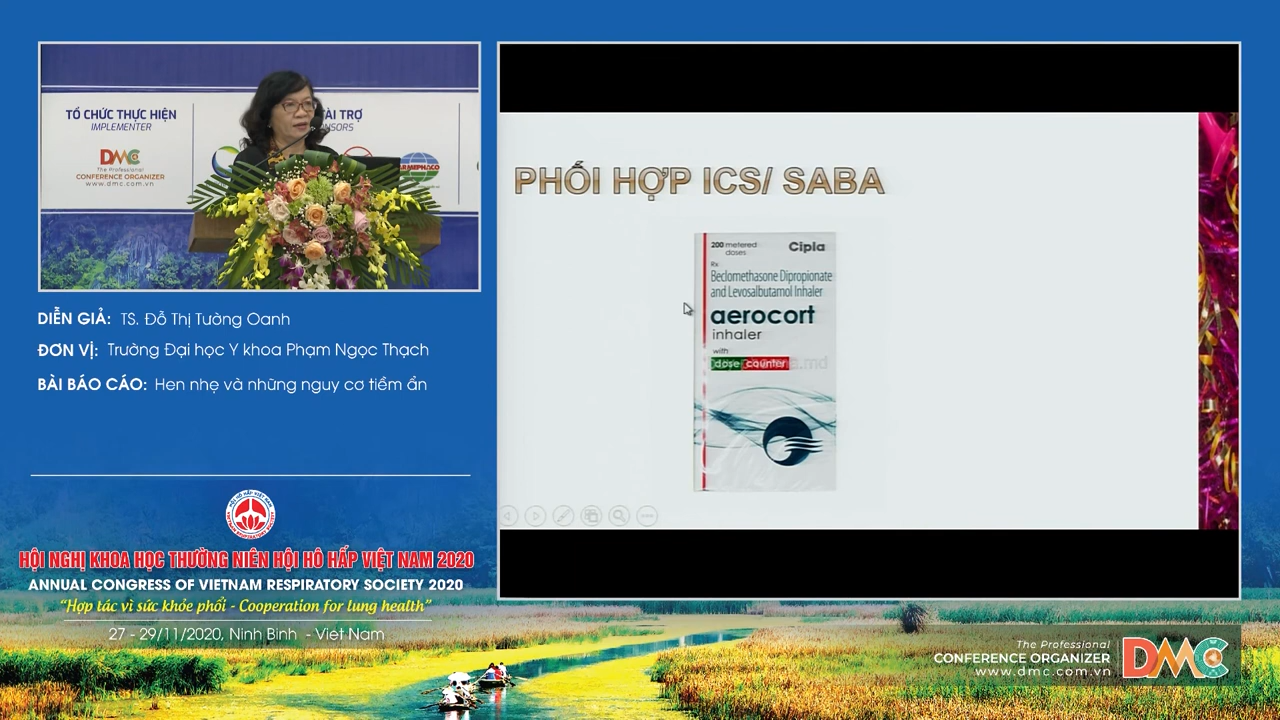 TỔ CHỨC THỰC HIỆN
IMPLEMENTER
DMC
The Professional
CONFERENCE ORGANIZER
www.dmc.com.vn
TÀI TRỢ
DIỄN GIẢ: TS. Đỗ Thị Tường Oanh
ĐƠN VỊ: Trường Đại học Y khoa Phạm Ngọc Thạch
BÀI BÁO CÁO: Hen nhẹ và những nguy cơ tiềm ẩn
HỘI NGHỊ KHOA HỌC THƯỜNG NIÊN HỘI HÔ HẤP VIỆT NAM 2020
ANNUAL CONGRESS OF VIETNAM RESPIRATORY SOCIETY 2020
“Hợp tác vì sức khỏe phổi - Cooperation for lung health”
27 - 29/11/2020, Ninh Bình - Việt Nam
PHỐI HỢP ICS/ SABA
200 metered
doses
Cipla
Rx
Beclomethasone Dipropionate
and Levosalbutamol Inhaler
aerocort
inhaler
with
dose counter
The Professional
CONFERENCE ORGANIZER
www.dmc.com.vn
DMC